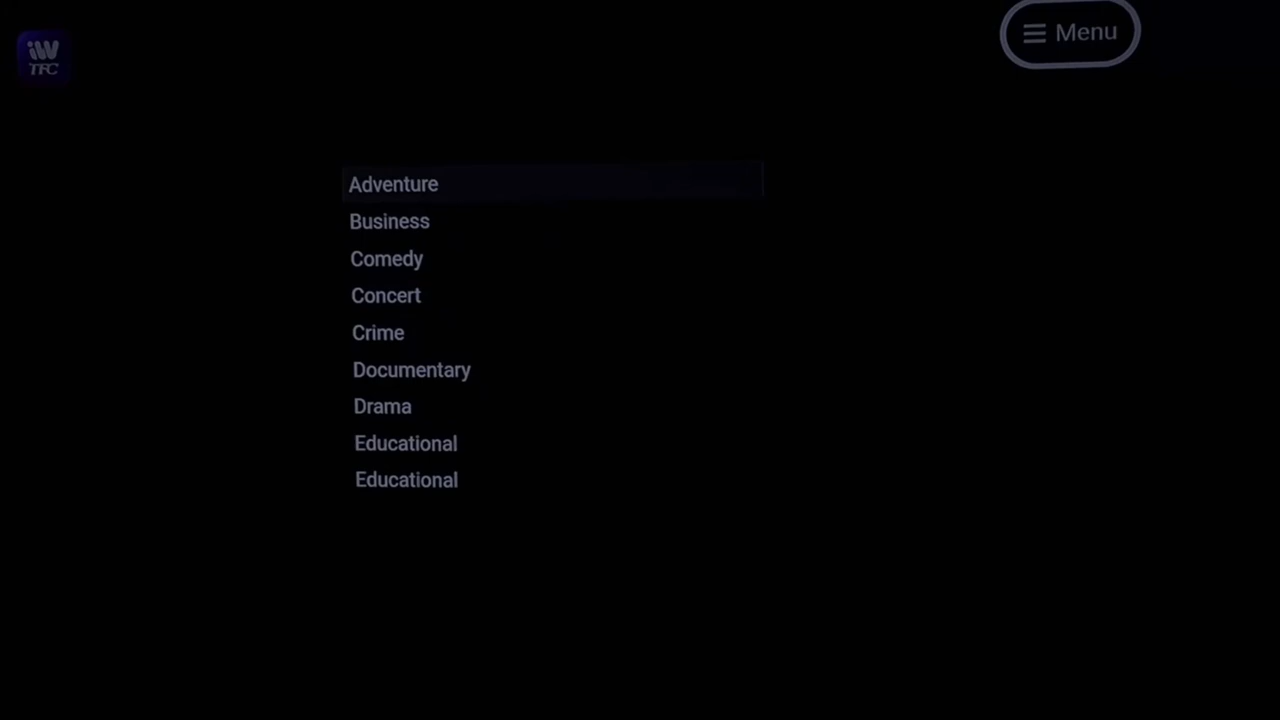 iW
TFC
Menu
Adventure
Business
Comedy
Concert
Crime
Documentary
Drama
Educational
Educational